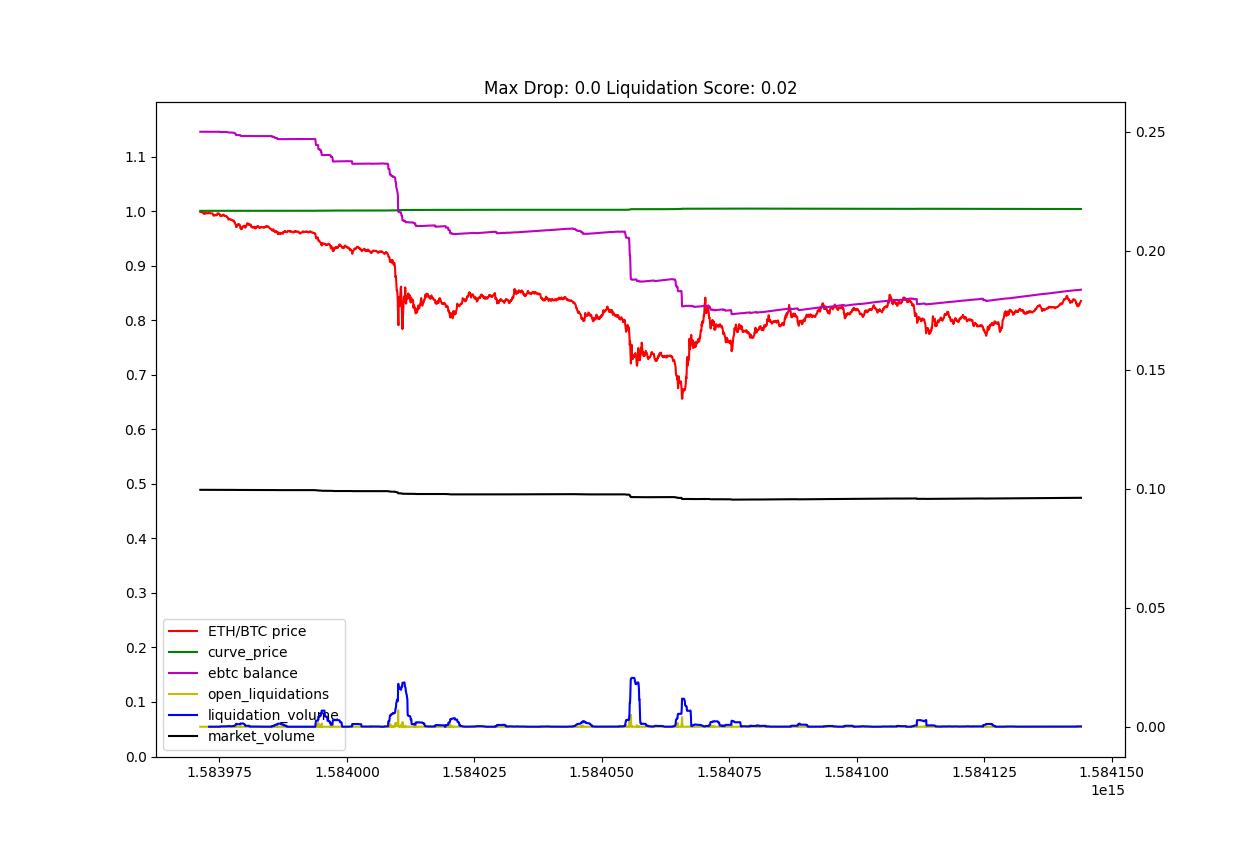 Max Drop: 0.0 Liquidation Score: 0.02
1.1
1.0
0.9
0.8
0.7
0.6
0.5
0.4
0.3
0.2
0.1
0.0
0.25
0.20
0.15
0.10
0.05
0.00
ETH/BTC price
curve_price
ebtc balance
open_liquidations
liquidation_volume
market_volume
1.583975 1.584000 1.584025 1.584050 1.584075 1.584100 1.584125 1.584150
1e15